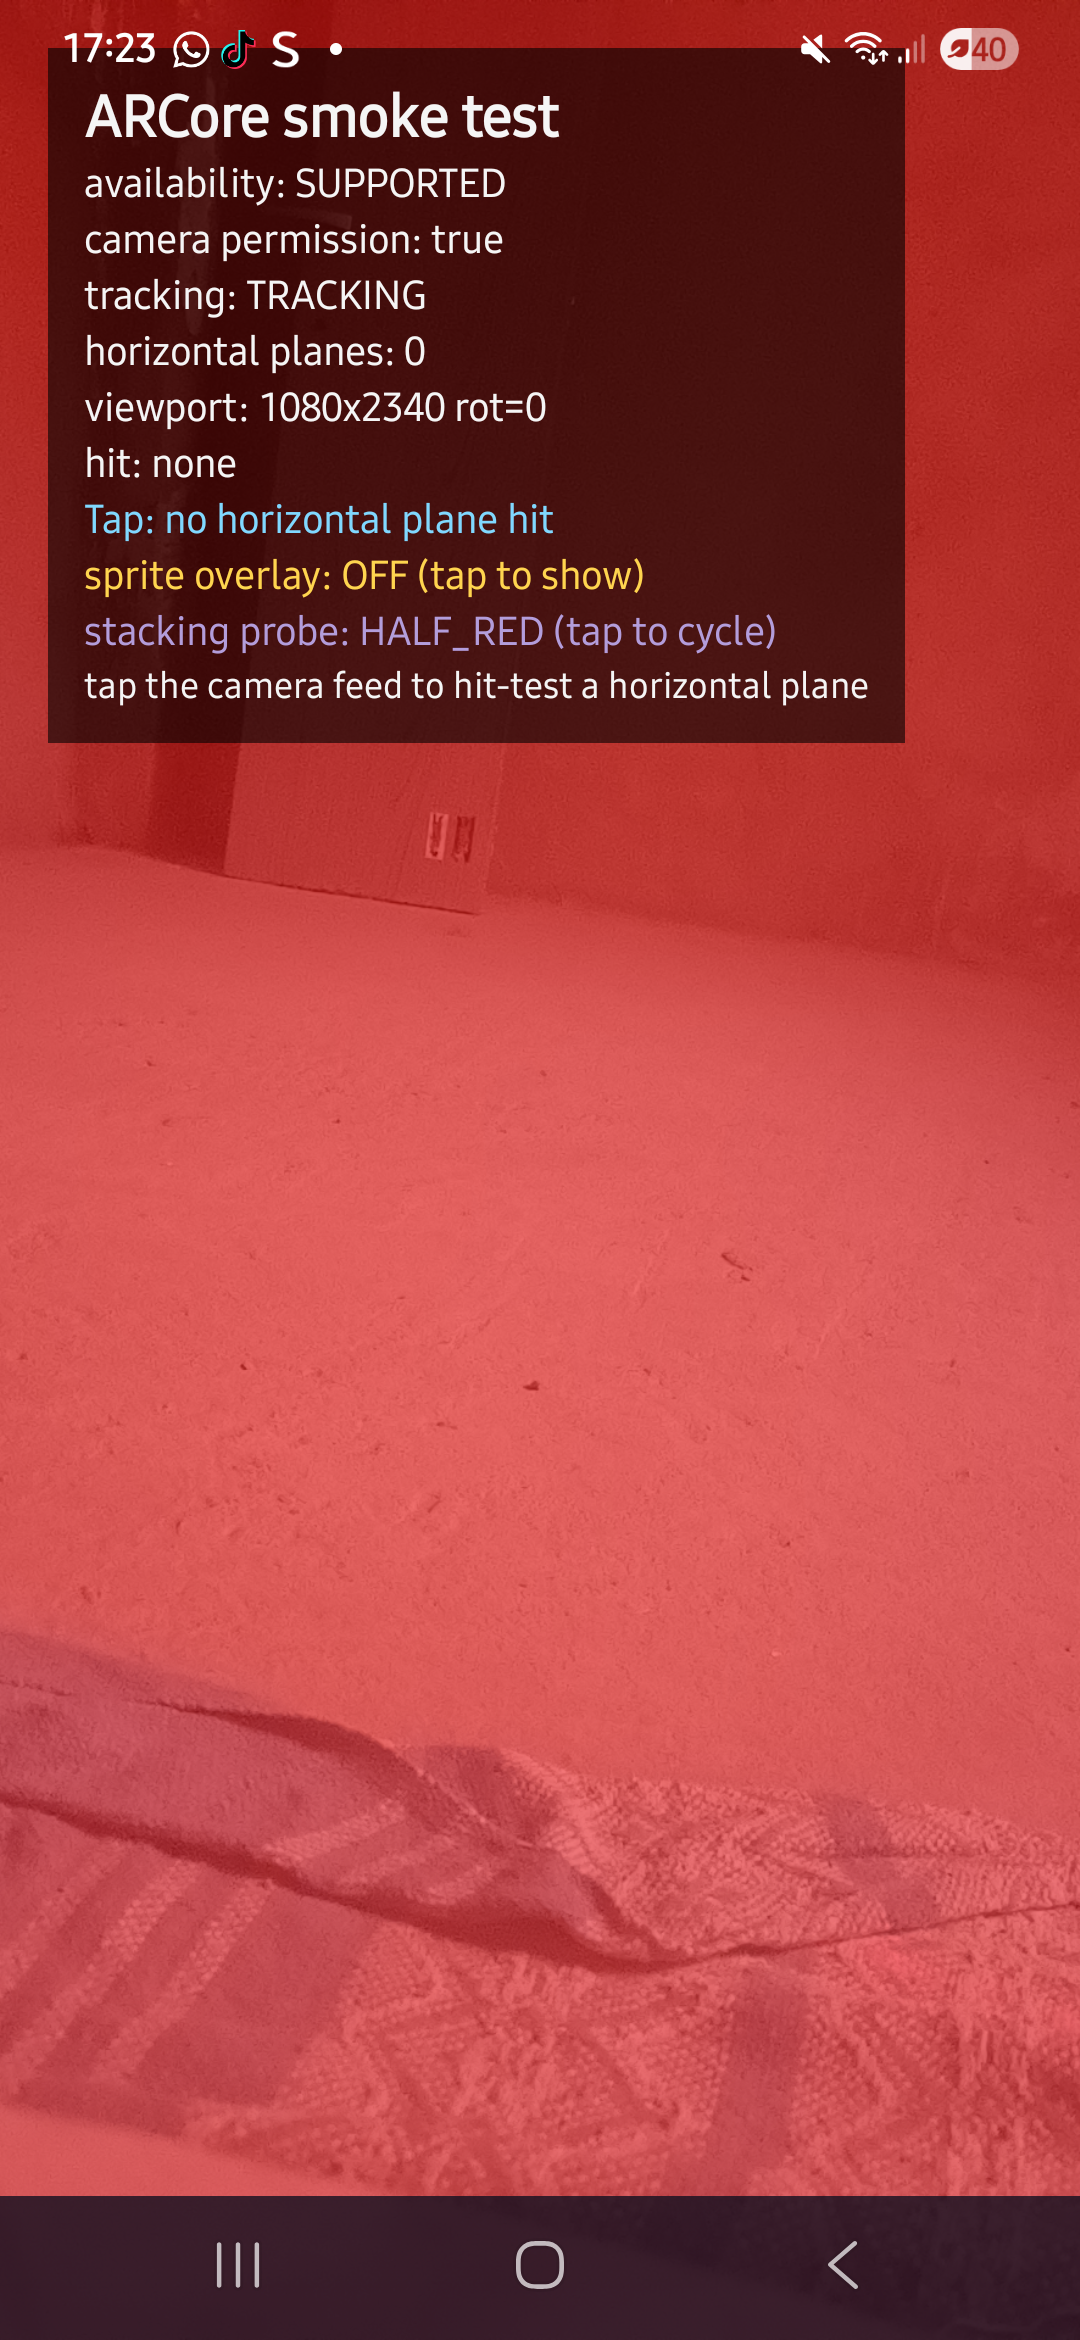 17:23 S 40
ARCore smoke test
availability: SUPPORTED
camera permission: true
tracking: TRACKING
horizontal planes: 0
viewport: 1080x2340 rot=0
hit: none
Tap: no horizontal plane hit
sprite overlay: OFF (tap to show)
stacking probe: HALF_RED (tap to cycle)
tap the camera feed to hit-test a horizontal plane